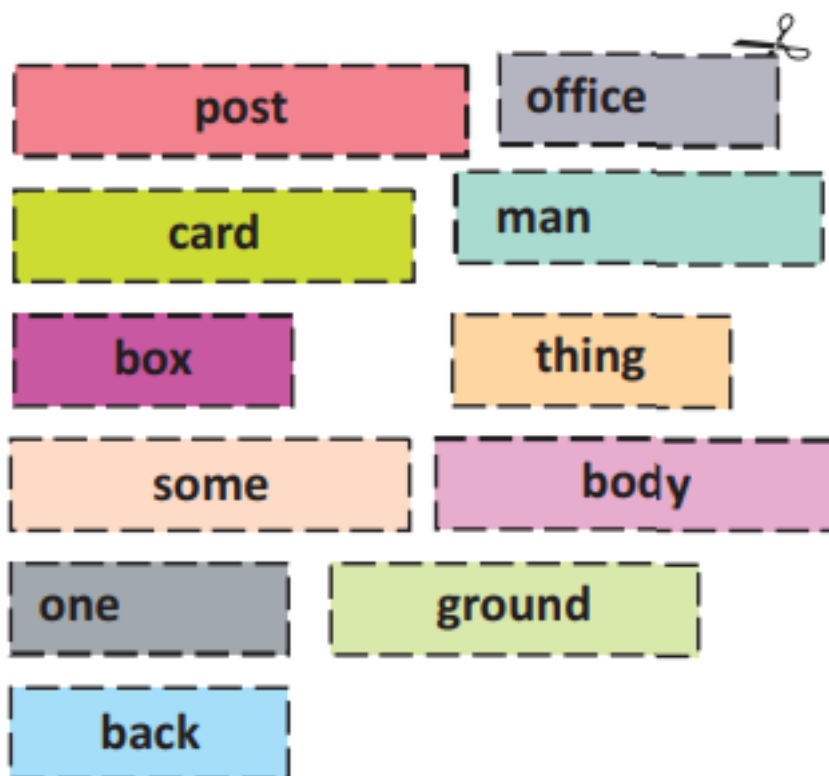 post
office
card
man
box
thing
some
body
one
ground
back